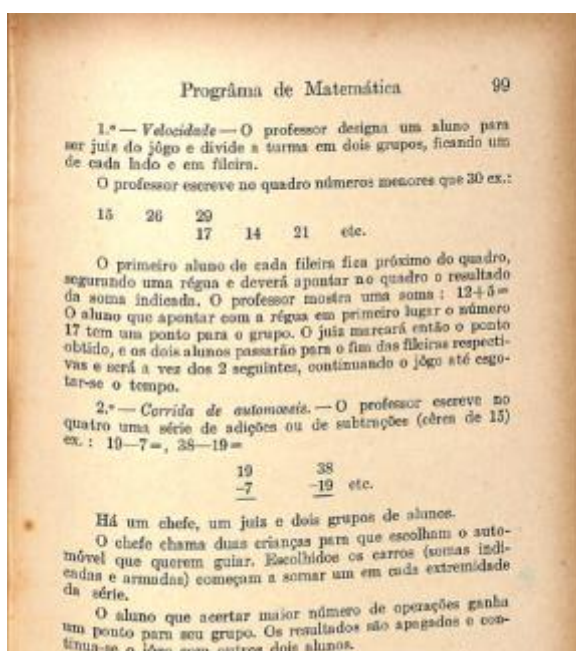 Progrâma de Matemática 99
1.º — Velocidade — O professor designa um aluno para
ser juiz do jôgo e divide a turma em dois grupos, ficando um
de cada lado e em fileira.
O professor escreve no quadro números menores que 30 ex.:
15 26 29
17 14 21 etc.
O primeiro aluno de cada fileira fica próximo do quadro,
segurando uma régua e deverá apontar no quadro o resultado
da soma indicada. O professor mostra uma soma : 12+5=
O aluno que apontar com a régua em primeiro lugar o número
17 tem um ponto para o grupo. O juiz marcará então o ponto
obtido, e os dois alunos passarão para o fim das fileiras respecti-
vas e será a vez dos 2 seguintes, continuando o jôgo até esgo-
tar-se o tempo.
2.º — Corrida de automoveis. — O professor escreve no
quatro uma série de adições ou de subtrações (cêrca de 15)
ex. : 19—7=, 38—19=
19 38
-7 -19 etc.
Há um chefe, um juiz e dois grupos de alunos.
O chefe chama duas crianças para que escolham o auto-
móvel que querem guiar. Escolhidos os carros (somas indi-
cadas e armadas) começam a somar um em cada extremidade
da série.
O aluno que acertar maior número de operações ganha
um ponto para seu grupo. Os resultados são apagados e con-
tinua-se o jôgo com outros dois alunos.